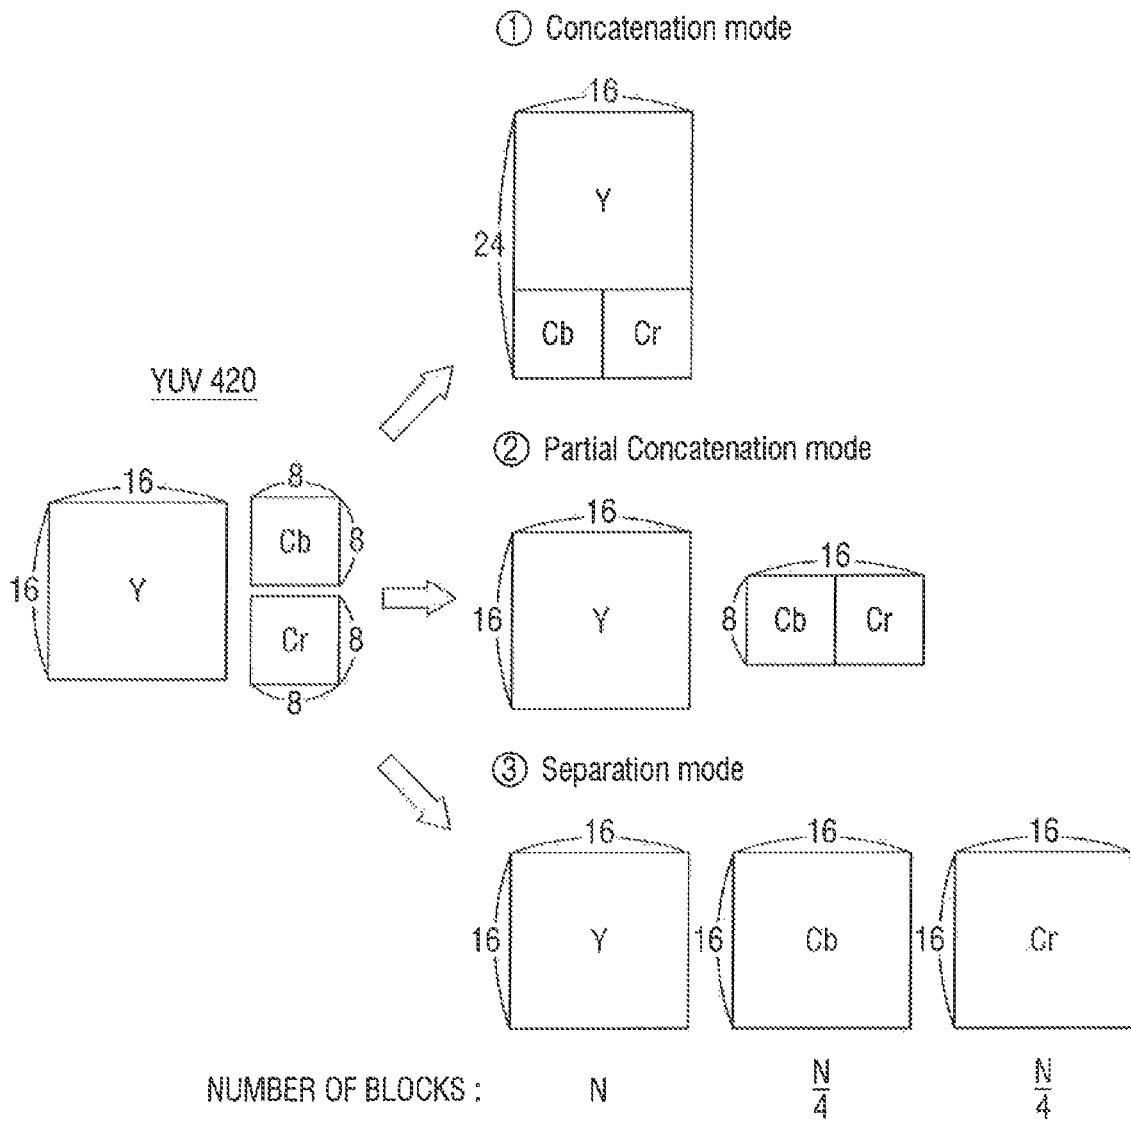 ① Concatenation mode
16
Y
24
Cb Cr
YUV 420
16
16
Y
8
Cb
8
Cr
8
8
② Partial Concatenation mode
16
16
Y
16
8
Cb Cr
③ Separation mode
16 16 16
16 Y 16 Cb 16 Cr
NUMBER OF BLOCKS : N N/4 N/4